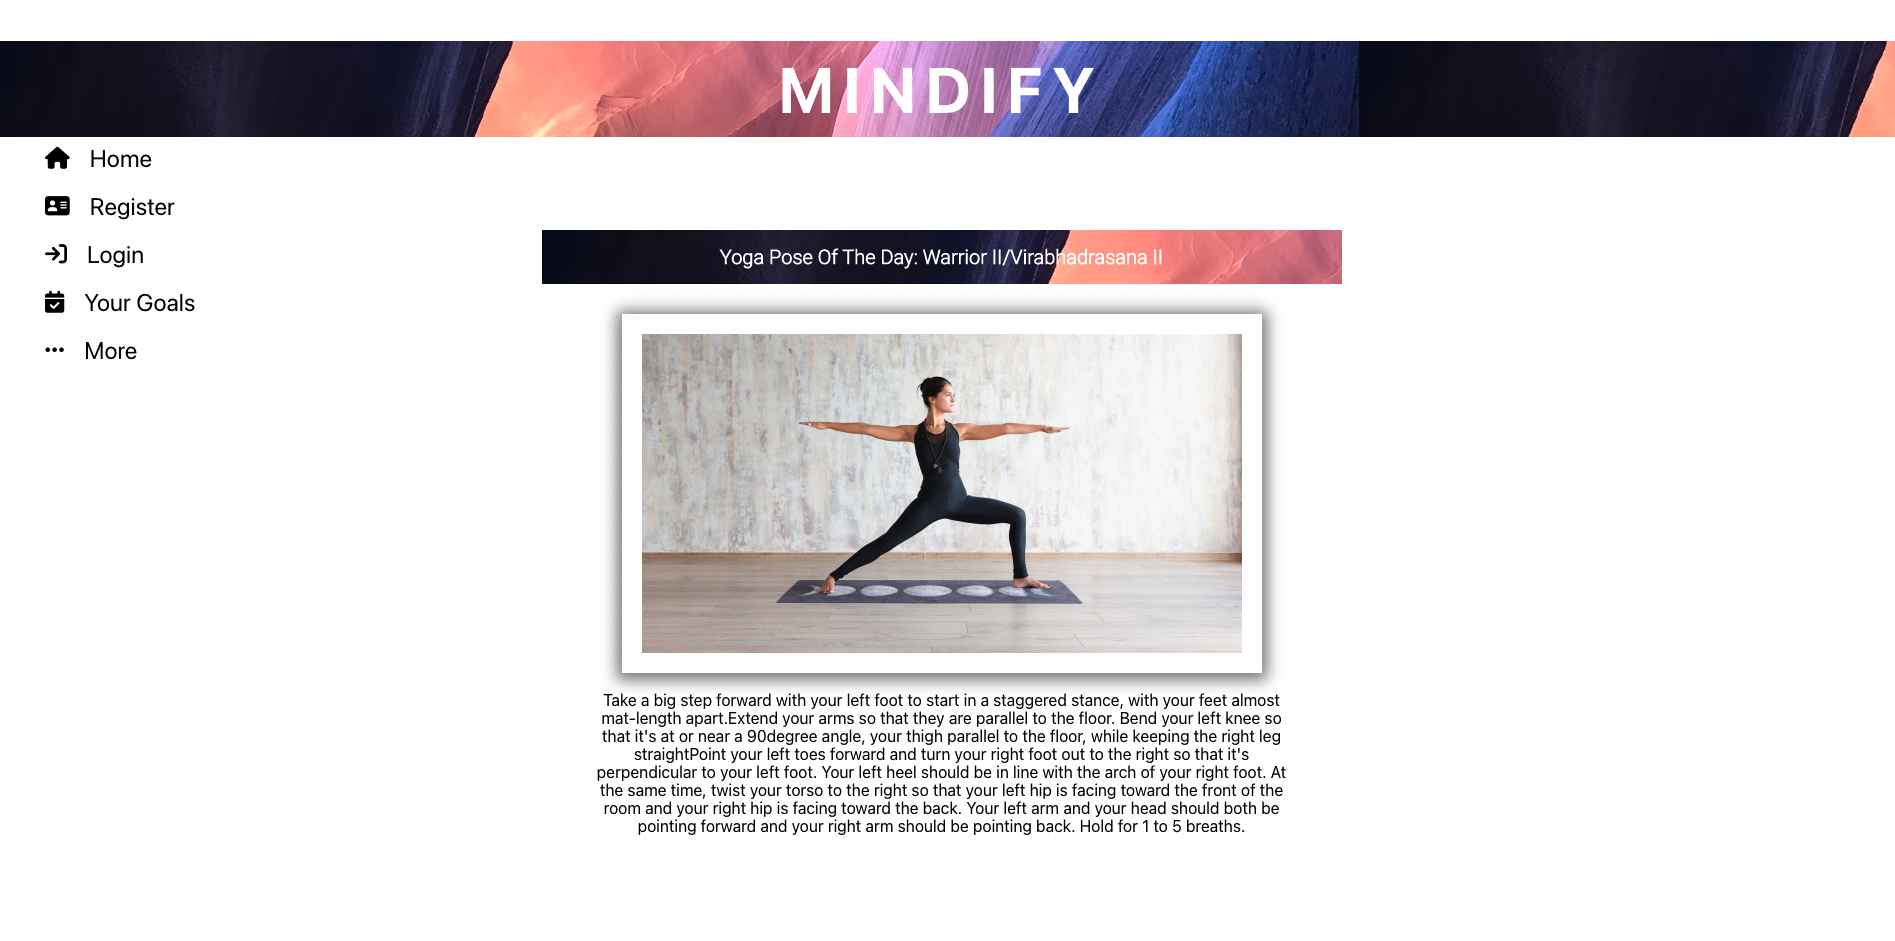 MINDIFY
Home
Register
Login
Your Goals
More
Yoga Pose Of The Day: Warrior II/Virabhadrasana II
Take a big step forward with your left foot to start in a staggered stance, with your feet almost
mat-length apart.Extend your arms so that they are parallel to the floor. Bend your left knee so
that it's at or near a 90degree angle, your thigh parallel to the floor, while keeping the right leg
straightPoint your left toes forward and turn your right foot out to the right so that it's
perpendicular to your left foot. Your left heel should be in line with the arch of your right foot. At
the same time, twist your torso to the right so that your left hip is facing toward the front of the
room and your right hip is facing toward the back. Your left arm and your head should both be
pointing forward and your right arm should be pointing back. Hold for 1 to 5 breaths.